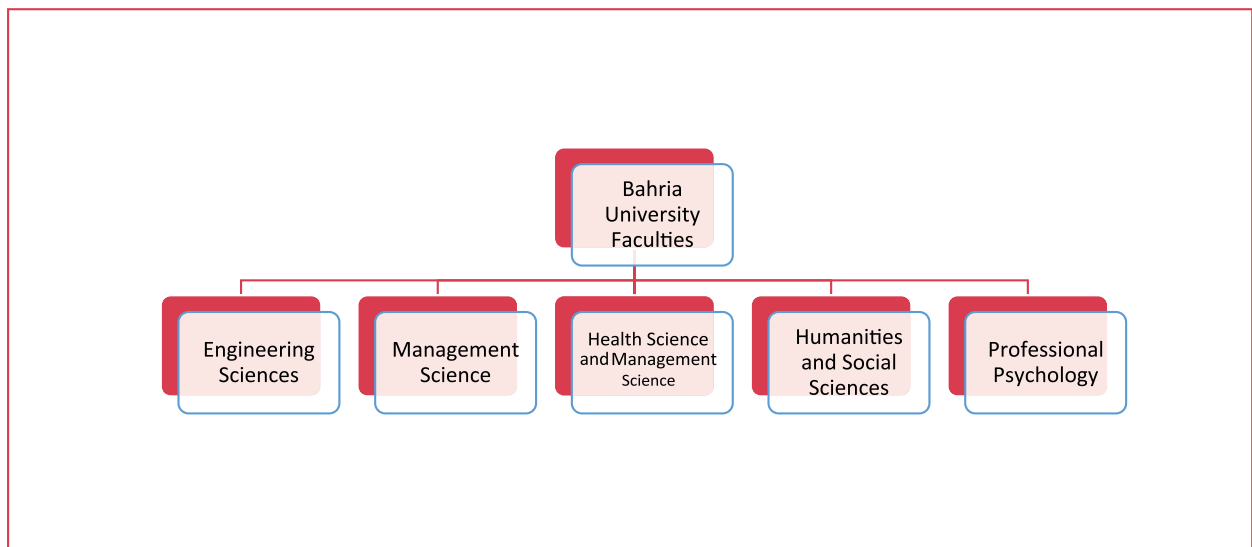 Bahria
University
Faculties
Engineering
Sciences
Management
Science
Health Science
and Management
Science
Humanities
and Social
Sciences
Professional
Psychology